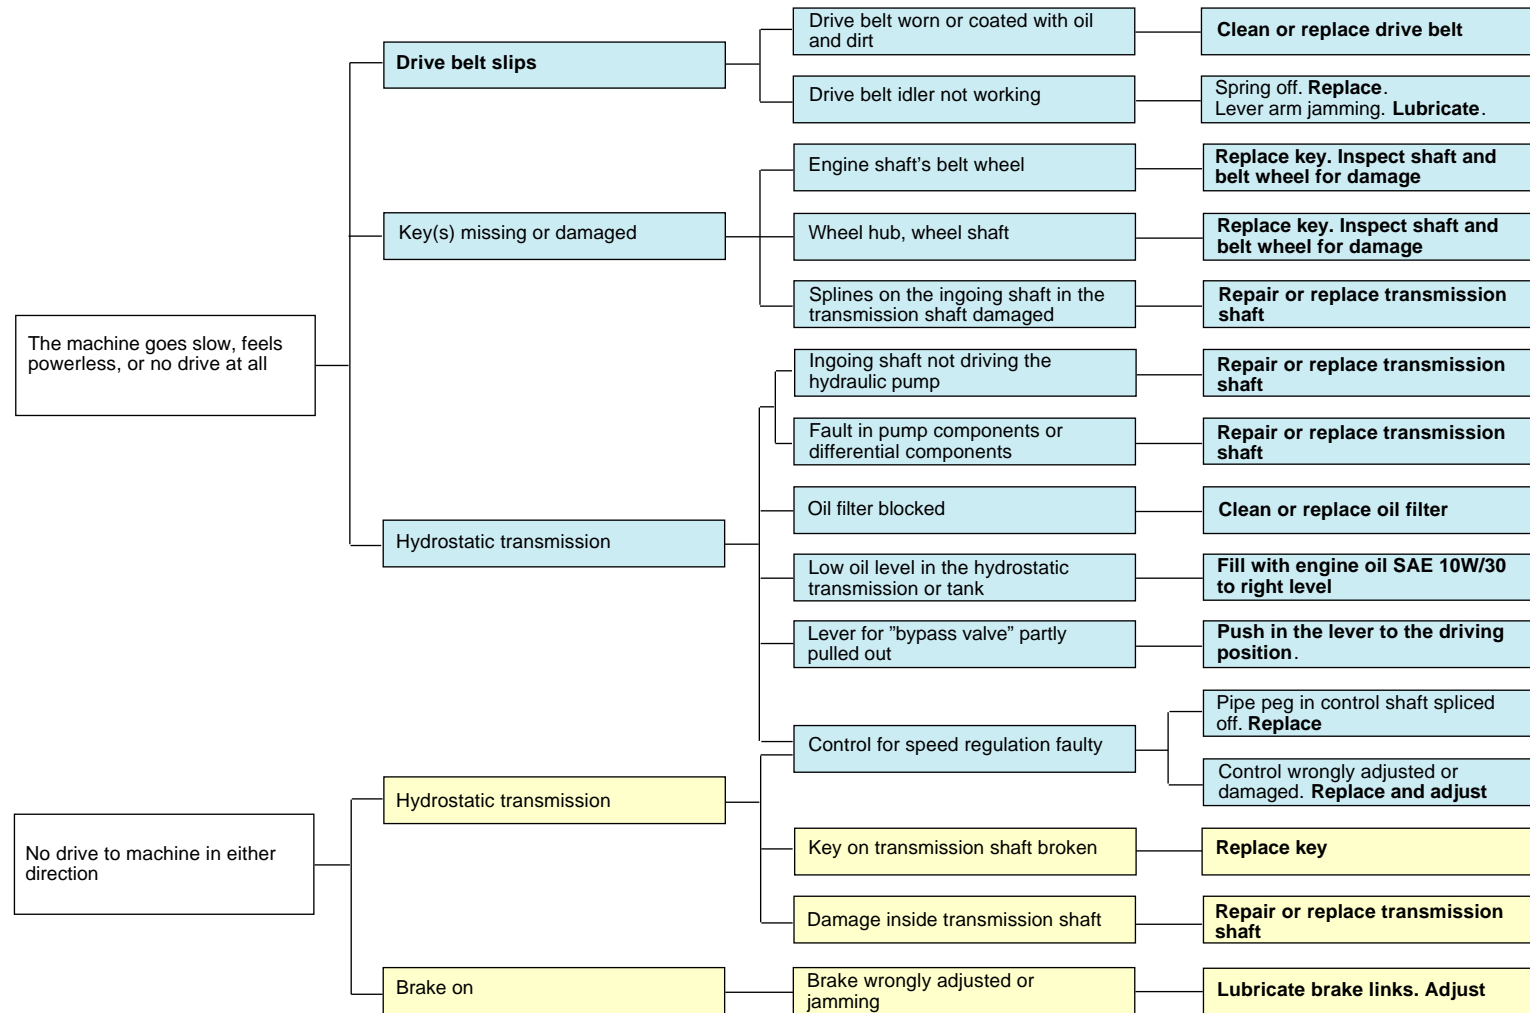 Drive belt worn or coated with oil
and dirt
Clean or replace drive belt
Drive belt slips
Drive belt idler not working
Spring off. Replace.
Lever arm jamming. Lubricate.
Engine shaft's belt wheel
Replace key. Inspect shaft and
belt wheel for damage
Key(s) missing or damaged
Wheel hub, wheel shaft
Replace key. Inspect shaft and
belt wheel for damage
Splines on the ingoing shaft in the
transmission shaft damaged
Repair or replace transmission
shaft
The machine goes slow, feels
powerless, or no drive at all
Ingoing shaft not driving the
hydraulic pump
Repair or replace transmission
shaft
Fault in pump components or
differential components
Repair or replace transmission
shaft
Oil filter blocked
Clean or replace oil filter
Hydrostatic transmission
Low oil level in the hydrostatic
transmission or tank
Fill with engine oil SAE 10W/30
to right level
Lever for ”bypass valve” partly
pulled out
Push in the lever to the driving
position.
Control for speed regulation faulty
Pipe peg in control shaft spliced
off. Replace
Control wrongly adjusted or
damaged. Replace and adjust
No drive to machine in either
direction
Hydrostatic transmission
Key on transmission shaft broken
Replace key
Damage inside transmission shaft
Repair or replace transmission
shaft
Brake on
Brake wrongly adjusted or
jamming
Lubricate brake links. Adjust